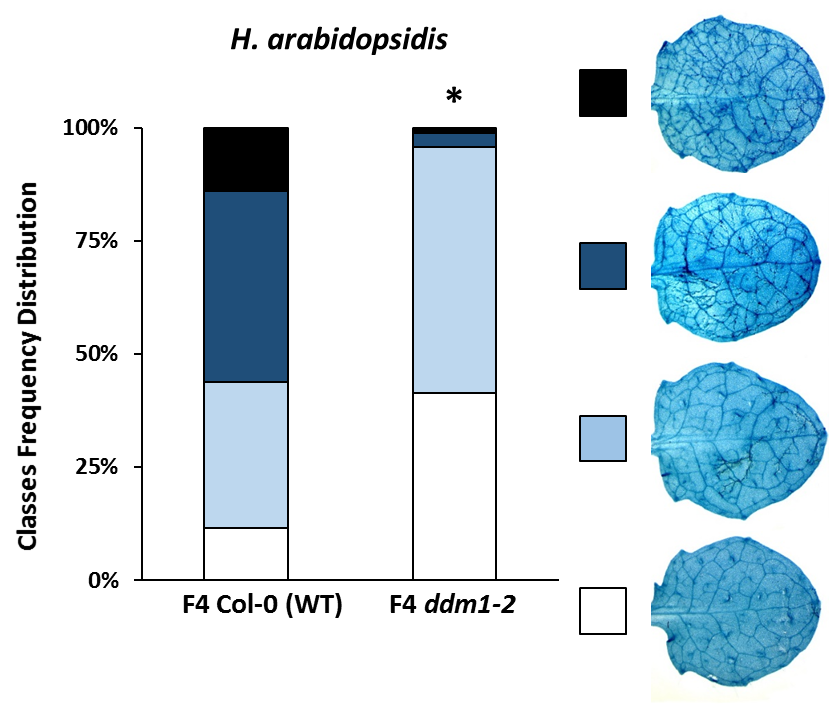 H. arabidopsidis
*
100%
75%
50%
25%
0%
Classes Frequency Distribution
F4 Col-0 (WT)
F4 ddm1-2